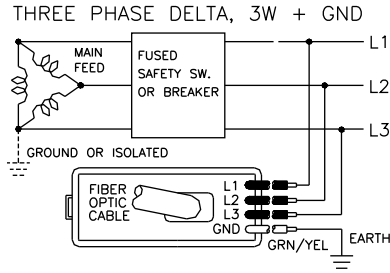 THREE PHASE DELTA, 3W + GND
L1
MAIN
FEED
FUSED
SAFETY SW.
OR BREAKER
L2
L3
GROUND OR ISOLATED
FIBER
OPTIC
CABLE
L1
L2
L3
GND
GRN/YEL
EARTH